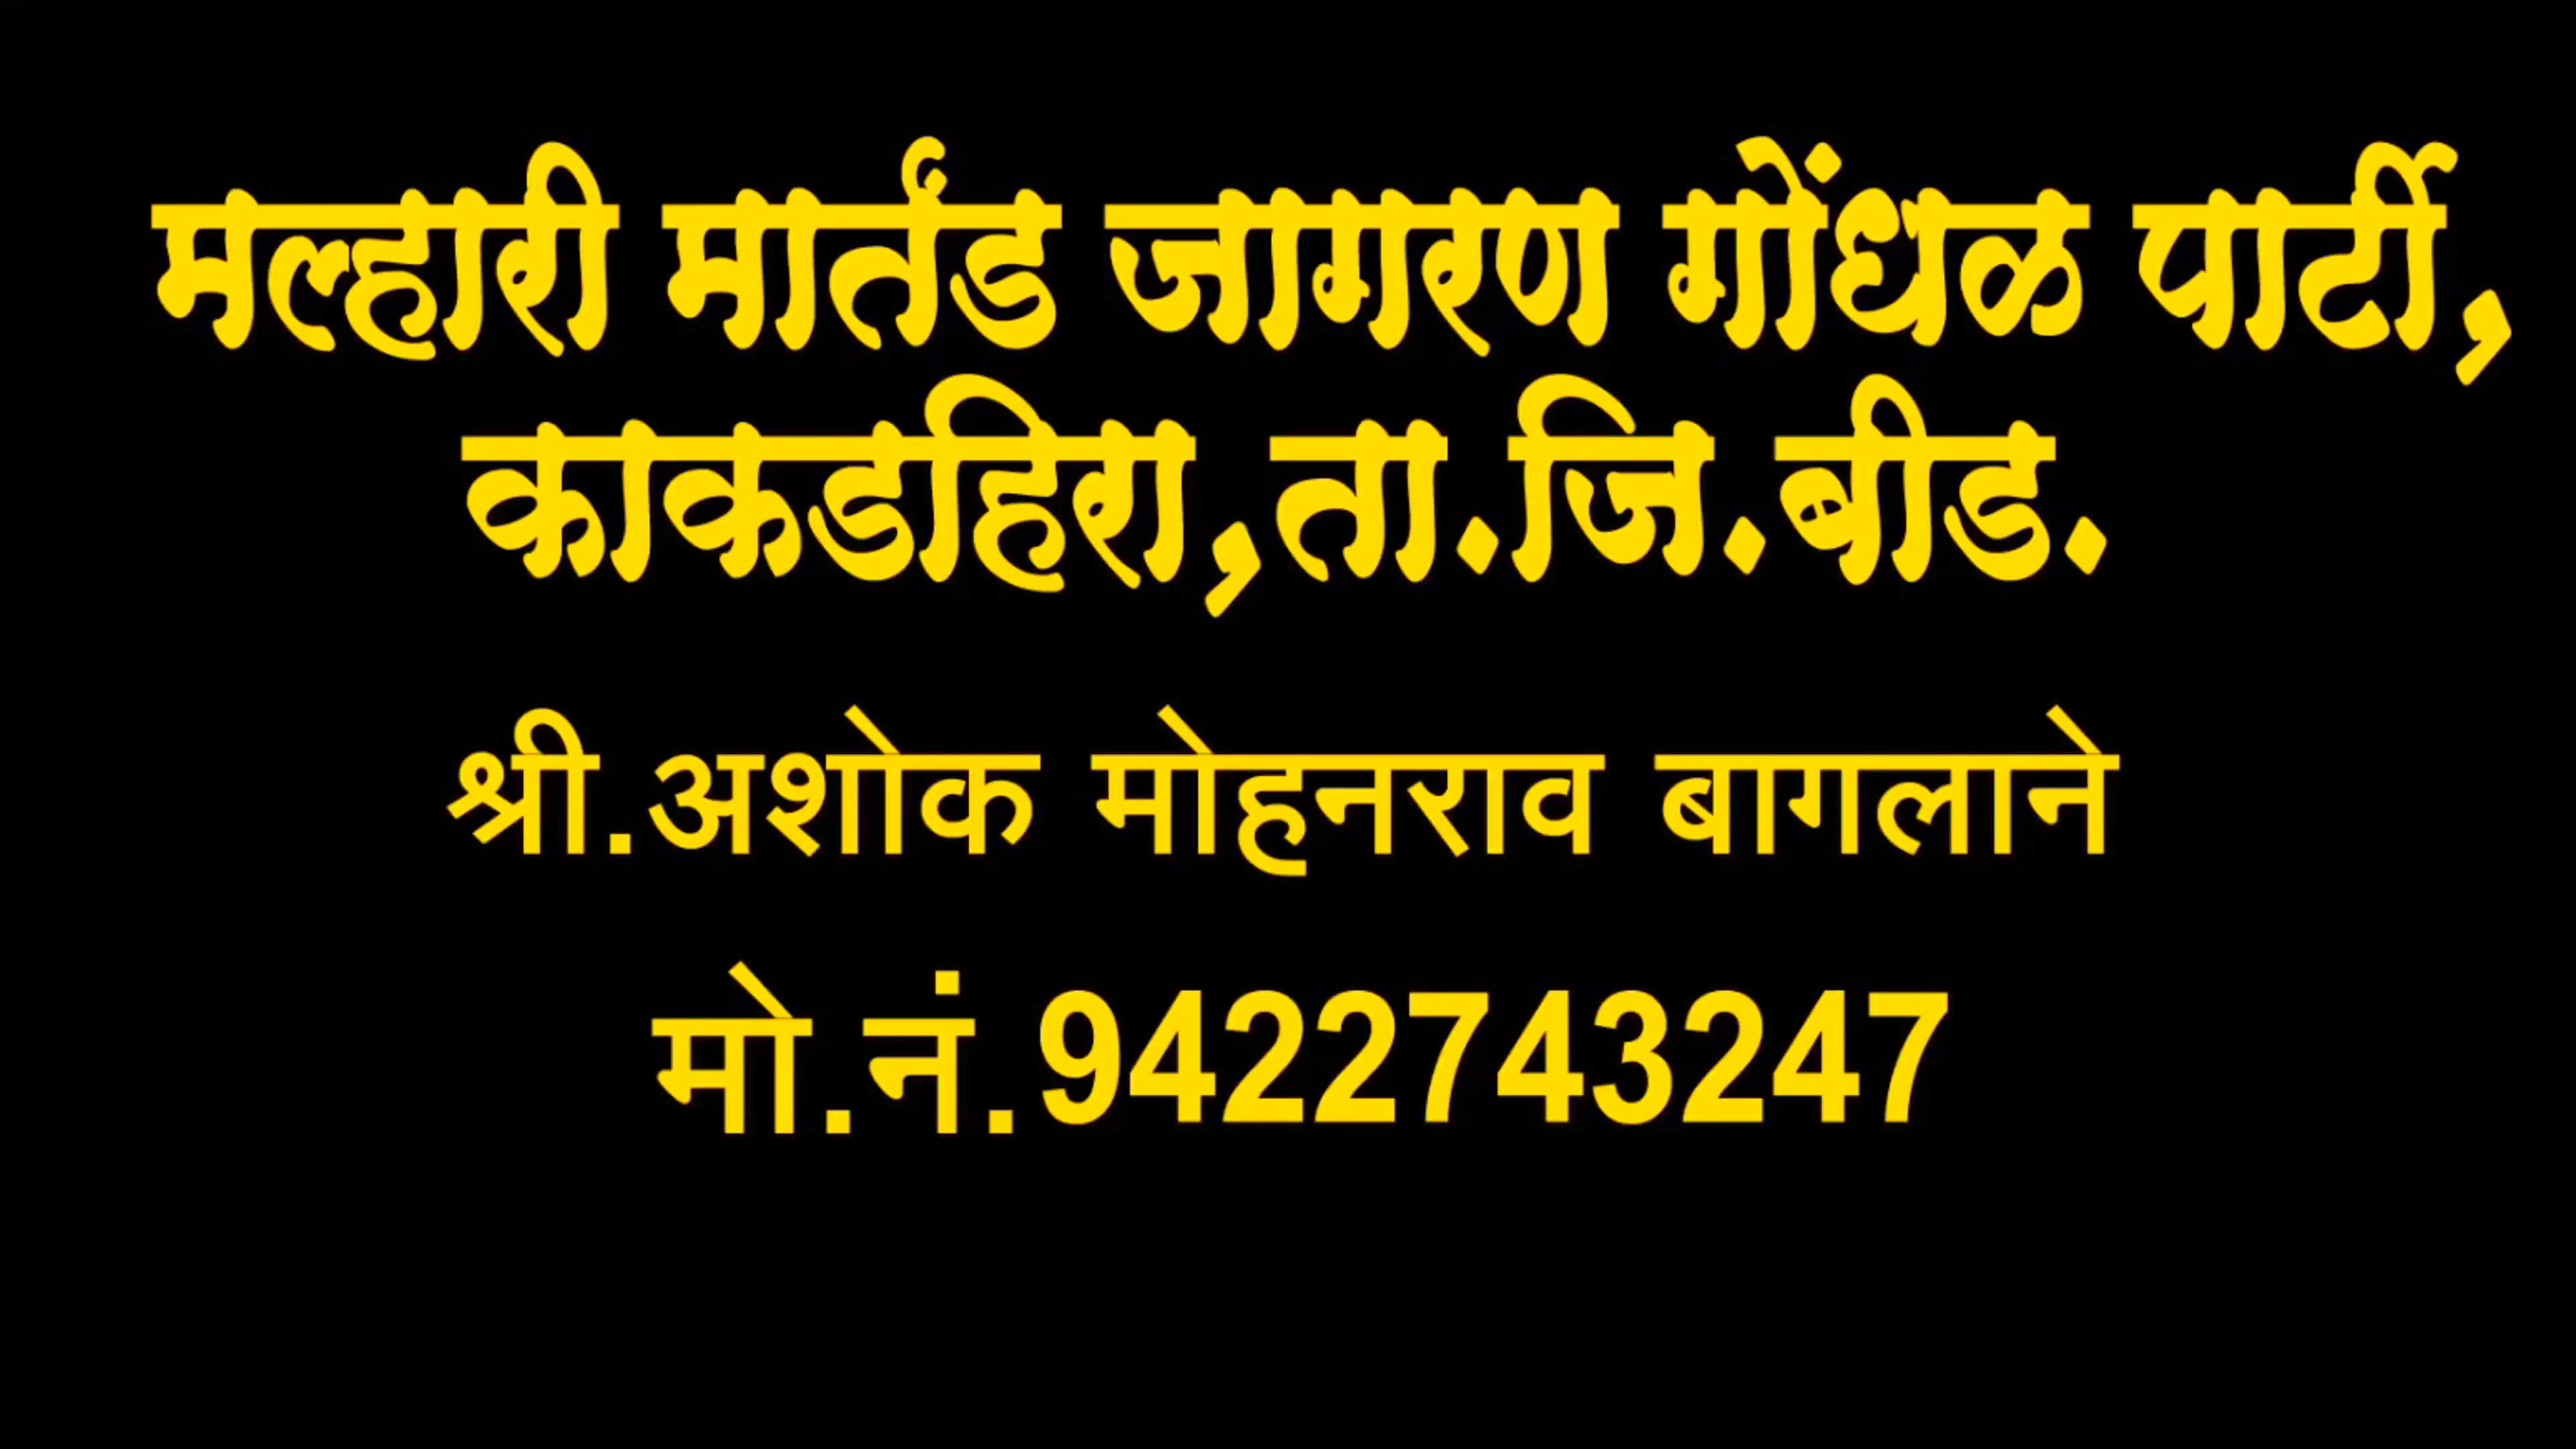 मल्हारी मार्तंड जागरण गोंधळ पार्टी,
काकडहिरा,ता.जि.बीड.
श्री.अशोक मोहनराव बागलाने
मो.नं.9422743247